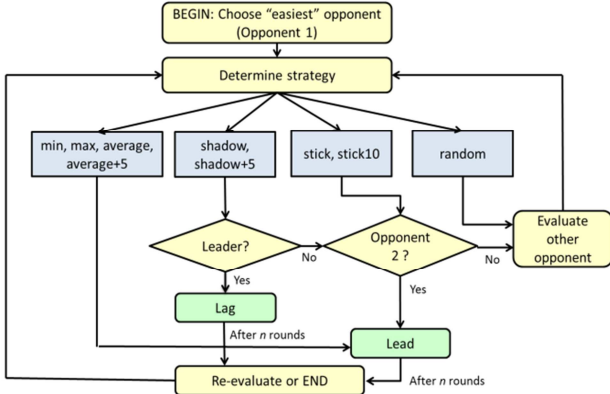 BEGIN: Choose “easiest” opponent
(Opponent 1)
Determine strategy
min, max, average,
average+5
shadow,
shadow+5
stick, stick10
random
Evaluate
other
opponent
Leader?
No
Opponent
2 ?
No
Yes
Yes
Lag
After n rounds
Lead
Re-evaluate or END
After n rounds